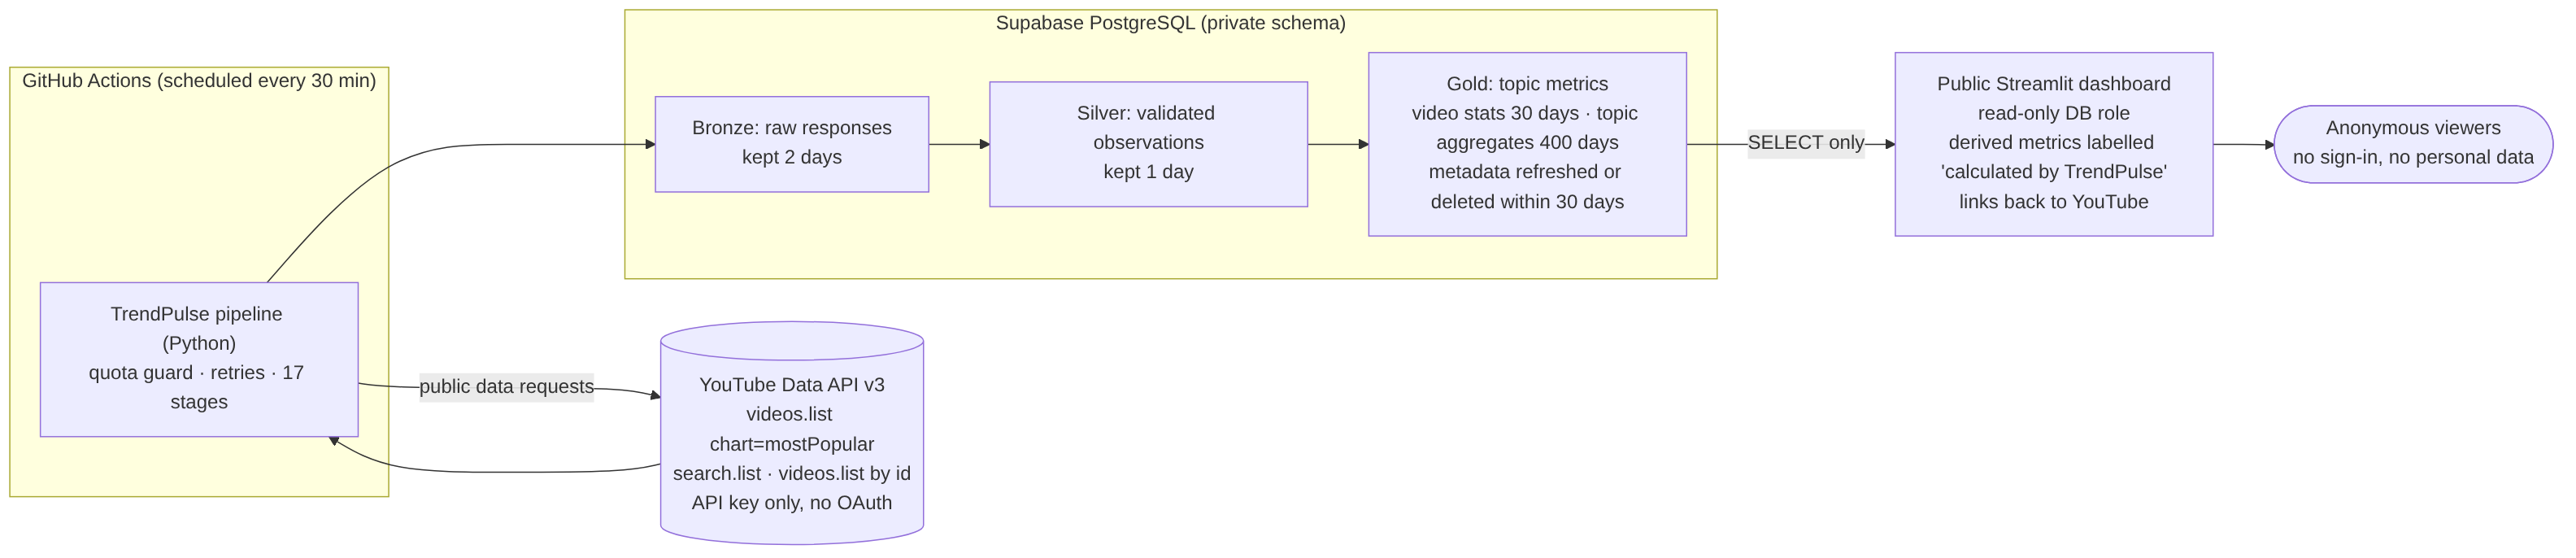 GitHub Actions (scheduled every 30 min)
TrendPulse pipeline
(Python)
quota guard · retries · 17
stages
public data requests
YouTube Data API v3
videos.list
chart=mostPopular
search.list · videos.list by id
API key only, no OAuth
Supabase PostgreSQL (private schema)
Bronze: raw responses
kept 2 days
Silver: validated
observations
kept 1 day
Gold: topic metrics
video stats 30 days · topic
aggregates 400 days
metadata refreshed or
deleted within 30 days
SELECT only
Public Streamlit dashboard
read-only DB role
derived metrics labelled
'calculated by TrendPulse'
links back to YouTube
Anonymous viewers
no sign-in, no personal data